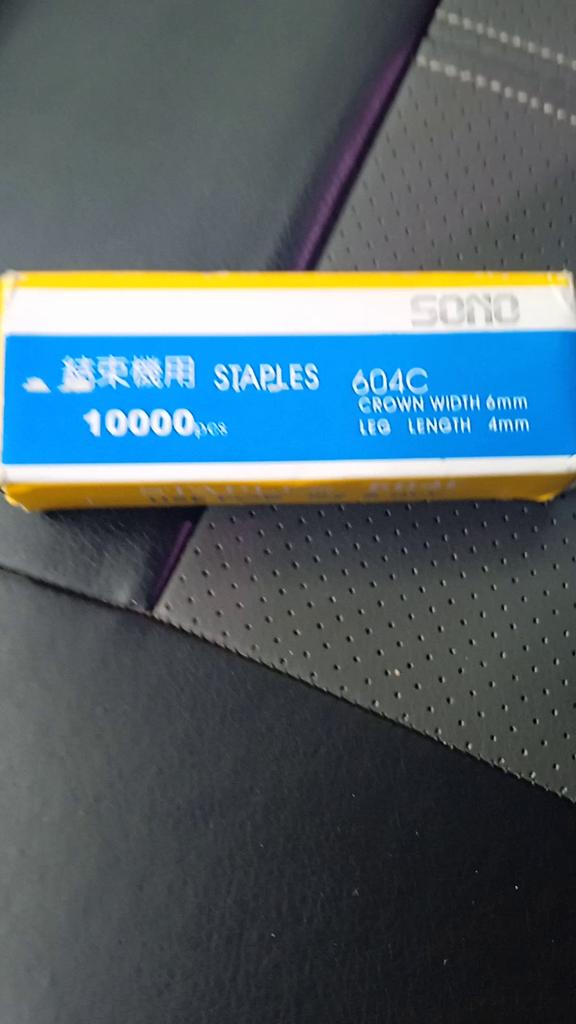 SONO
結束機用 STAPLES 604C
CROWN WIDTH 6mm
10000pcs
LEG LENGTH 4mm